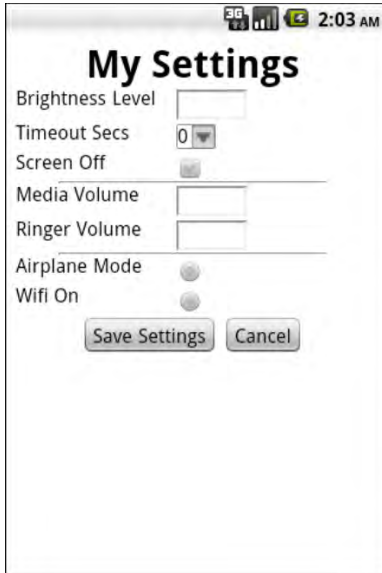 3G 2:03 AM
My Settings
Brightness Level
Timeout Secs 0
Screen Off
Media Volume
Ringer Volume
Airplane Mode
Wifi On
Save Settings Cancel